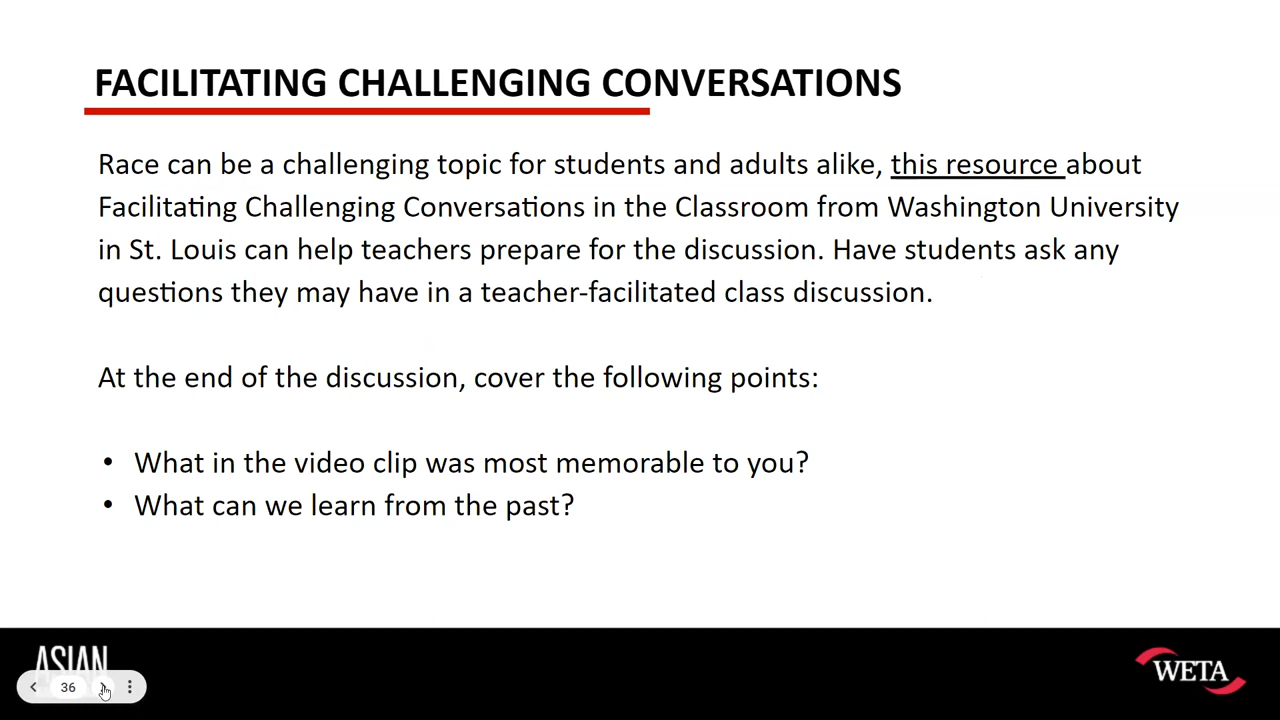 FACILITATING CHALLENGING CONVERSATIONS
Race can be a challenging topic for students and adults alike, this resource about
Facilitating Challenging Conversations in the Classroom from Washington University
in St. Louis can help teachers prepare for the discussion. Have students ask any
questions they may have in a teacher-facilitated class discussion.
At the end of the discussion, cover the following points:
• What in the video clip was most memorable to you?
• What can we learn from the past?
ASIAN
36
WETA